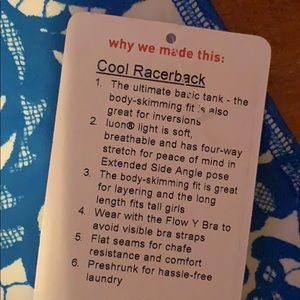 why we made this:
Cool Racerback
1. The ultimate basic tank - the
body-skimming fit is also
great for inversions
2. luon® light is soft,
breathable and has four-way
stretch for peace of mind in
Extended Side Angle pose
3. The body-skimming fit is great
for layering and the long
length fits tall girls
4. Wear with the Flow Y Bra to
avoid visible bra straps
5. Flat seams for chafe
resistance and comfort
6. Preshrunk for hassle-free
laundry